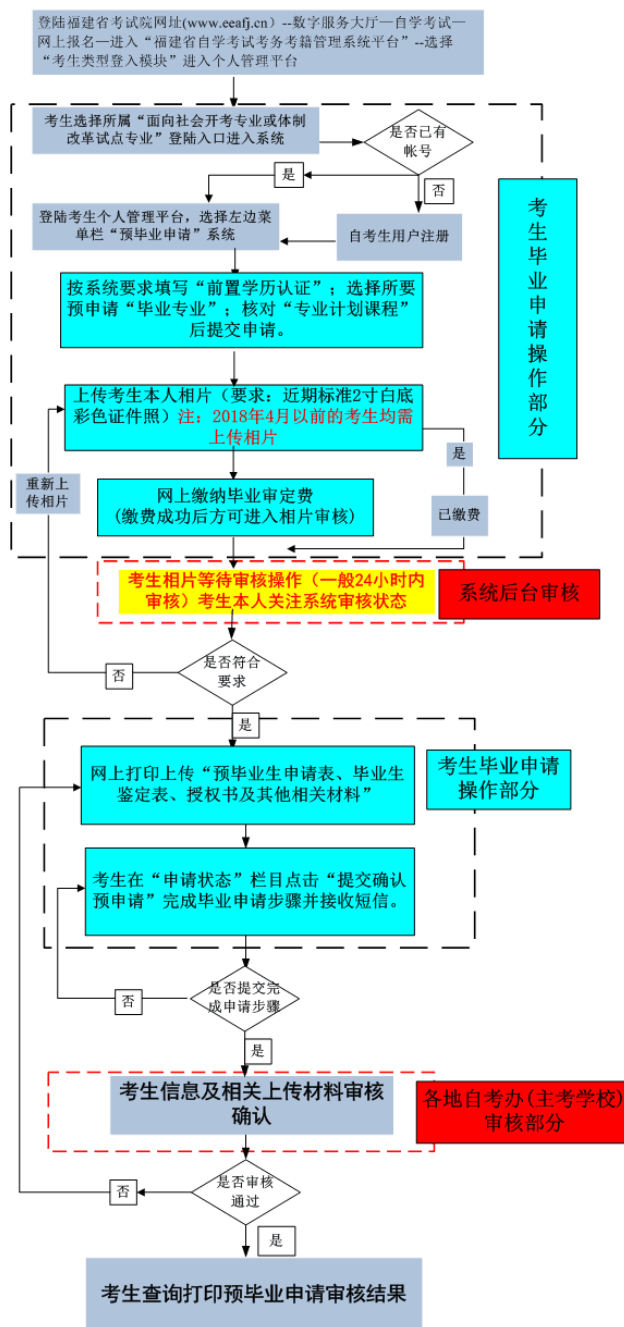 登陆福建省考试院网址(www.eeafj.cn）--数字服务大厅—自学考试—
网上报名—进入“福建省自学考试考务考籍管理系统平台”--选择
“考生类型登入模块”进入个人管理平台
考生选择所属“面向社会开考专业或体制
改革试点专业”登陆入口进入系统
是否已有
帐号
是
否
登陆考生个人管理平台，选择左边菜
单栏“预毕业申请”系统
自考生用户注册
考生毕业申请操作部分
按系统要求填写“前置学历认证”；选择所要
预申请“毕业专业”；核对“专业计划课程”
后提交申请。
上传考生本人相片（要求：近期标准2寸白底
彩色证件照）注：2018年4月以前的考生均需
上传相片
是
重新上
传相片
网上缴纳毕业审定费
(缴费成功后方可进入相片审核)
已缴费
考生相片等待审核操作（一般24小时内
审核）考生本人关注系统审核状态
系统后台审核
是否符合
要求
否
是
网上打印上传“预毕业生申请表、毕业生
鉴定表、授权书及其他相关材料”
考生毕业申请
操作部分
考生在“申请状态”栏目点击“提交确认
预申请”完成毕业申请步骤并接收短信。
是否提交完
成申请步骤
否
是
考生信息及相关上传材料审核
确认
各地自考办(主考学校)
审核部分
是否审核
通过
否
是
考生查询打印预毕业申请审核结果